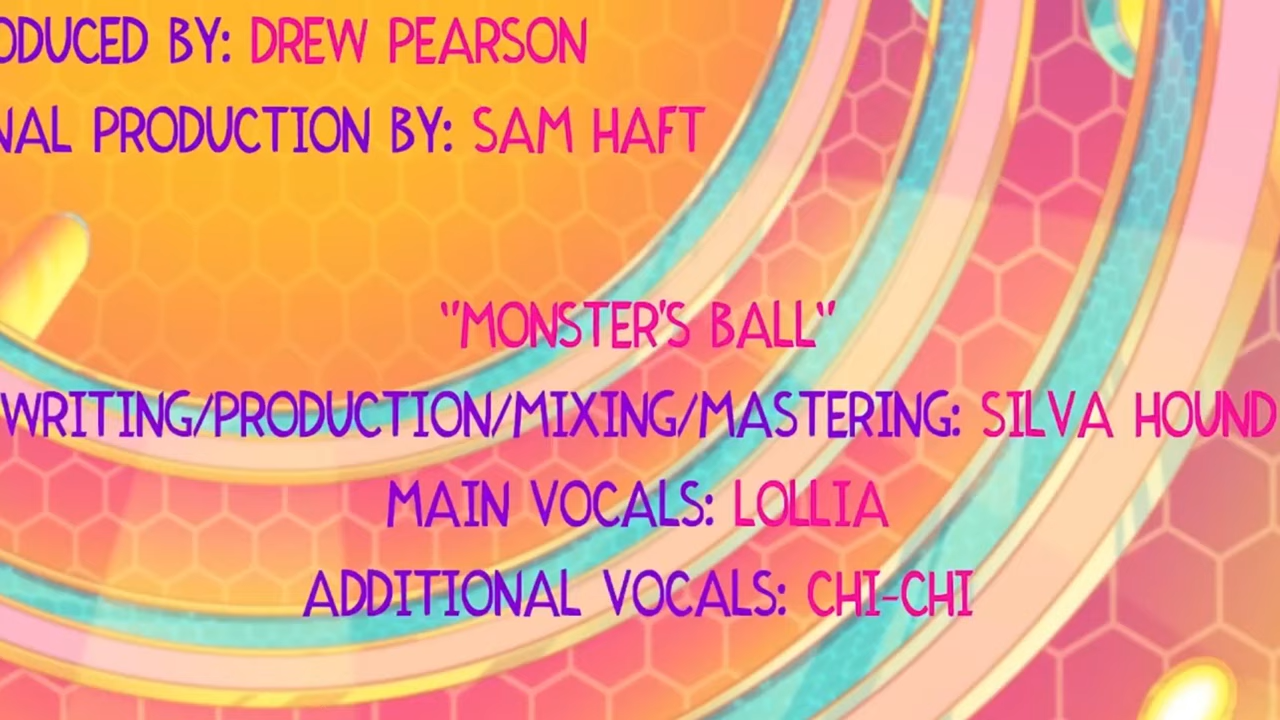 ODUCED BY: DREW PEARSON
NAL PRODUCTION BY: SAM HAFT
"MONSTER'S BALL"
WRITING/PRODUCTION/MIXING/MASTERING: SILVA HOUND
MAIN VOCALS: LOLLIA
ADDITIONAL VOCALS: CHI-CHI